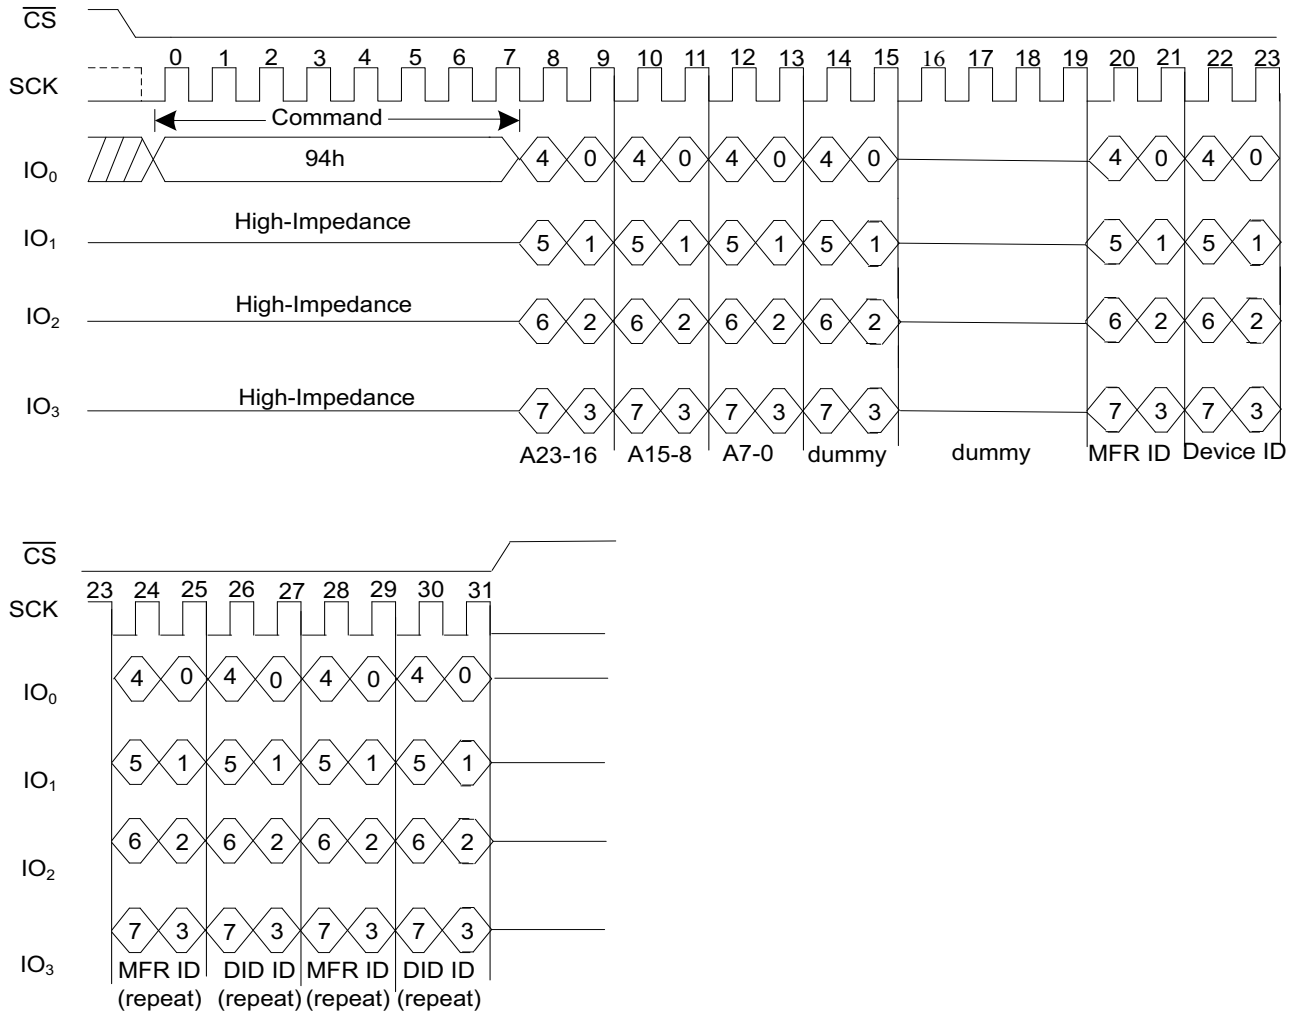 CS
0 1 2 3 4 5 6 7 8 9 10 11 12 13 14 15 16 17 18 19 20 21 22 23
SCK
Command
94h
IO0
4 0 4 0 4 0 4 0 4 0 4 0
High-Impedance
IO1
5 1 5 1 5 1 5 1 5 1 5 1
High-Impedance
IO2
6 2 6 2 6 2 6 2 6 2 6 2
High-Impedance
IO3
7 3 7 3 7 3 7 3 7 3 7 3
A23-16 A15-8 A7-0 dummy dummy MFR ID Device ID
CS
23 24 25 26 27 28 29 30 31
SCK
4 0 4 0 4 0 4 0
IO0
5 1 5 1 5 1 5 1
IO1
6 2 6 2 6 2 6 2
IO2
7 3 7 3 7 3 7 3
IO3
MFR ID DID ID MFR ID DID ID
(repeat) (repeat) (repeat) (repeat)